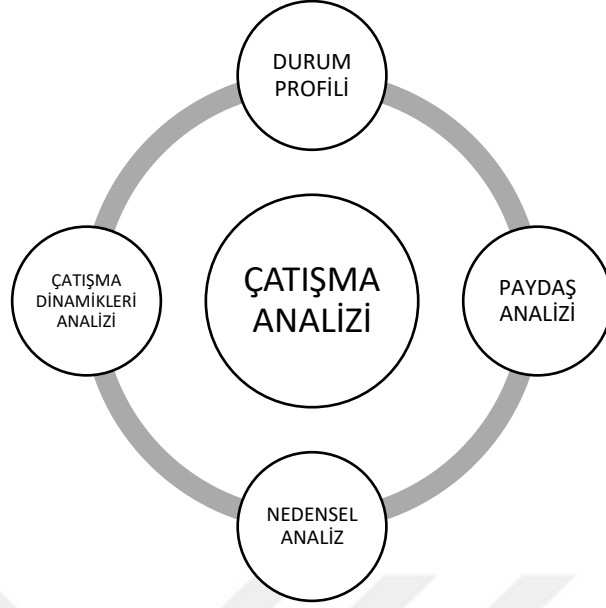 DURUM
PROFİLİ
ÇATIŞMA
DİNAMİKLERİ
ANALİZİ
ÇATIŞMA
ANALİZİ
PAYDAŞ
ANALİZİ
NEDENSEL
ANALİZ